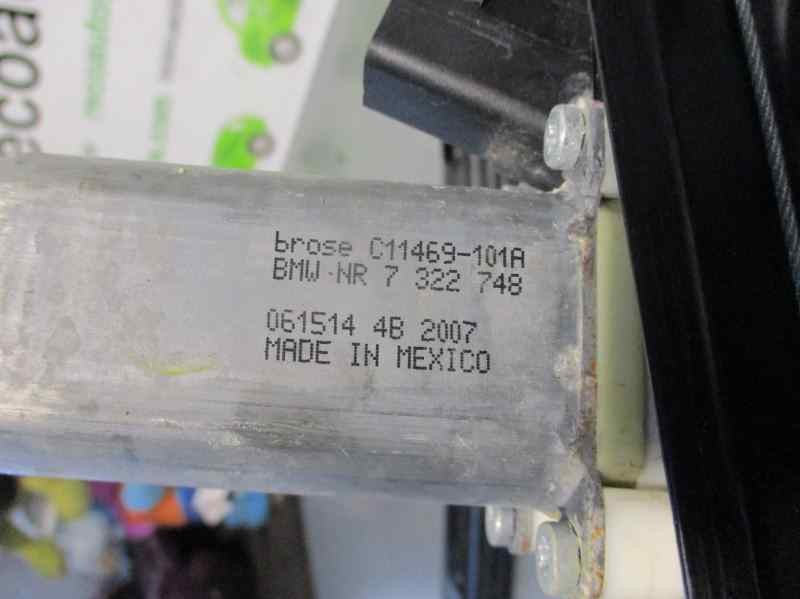 brose C11469-101A
BMW-NR 7 322 748
061514 4B 2007
MADE IN MEXICO